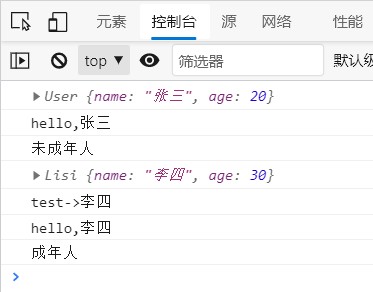 元素 控制台 源 网络 性能
top ▼ 筛选器 默认级
▶User {name: "张三", age: 20}
hello,张三
未成年人
▶Lisi {name: "李四", age: 30}
test->李四
hello,李四
成年人
>